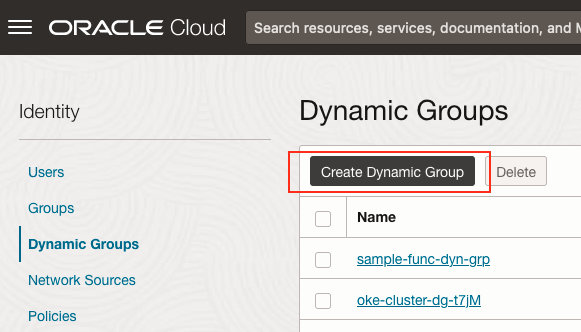 ORACLE Cloud
Search resources, services, documentation, and
Identity
Users
Groups
Dynamic Groups
Network Sources
Policies
Dynamic Groups
Create Dynamic Group
Delete
Name
sample-func-dyn-grp
oke-cluster-dg-t7jM